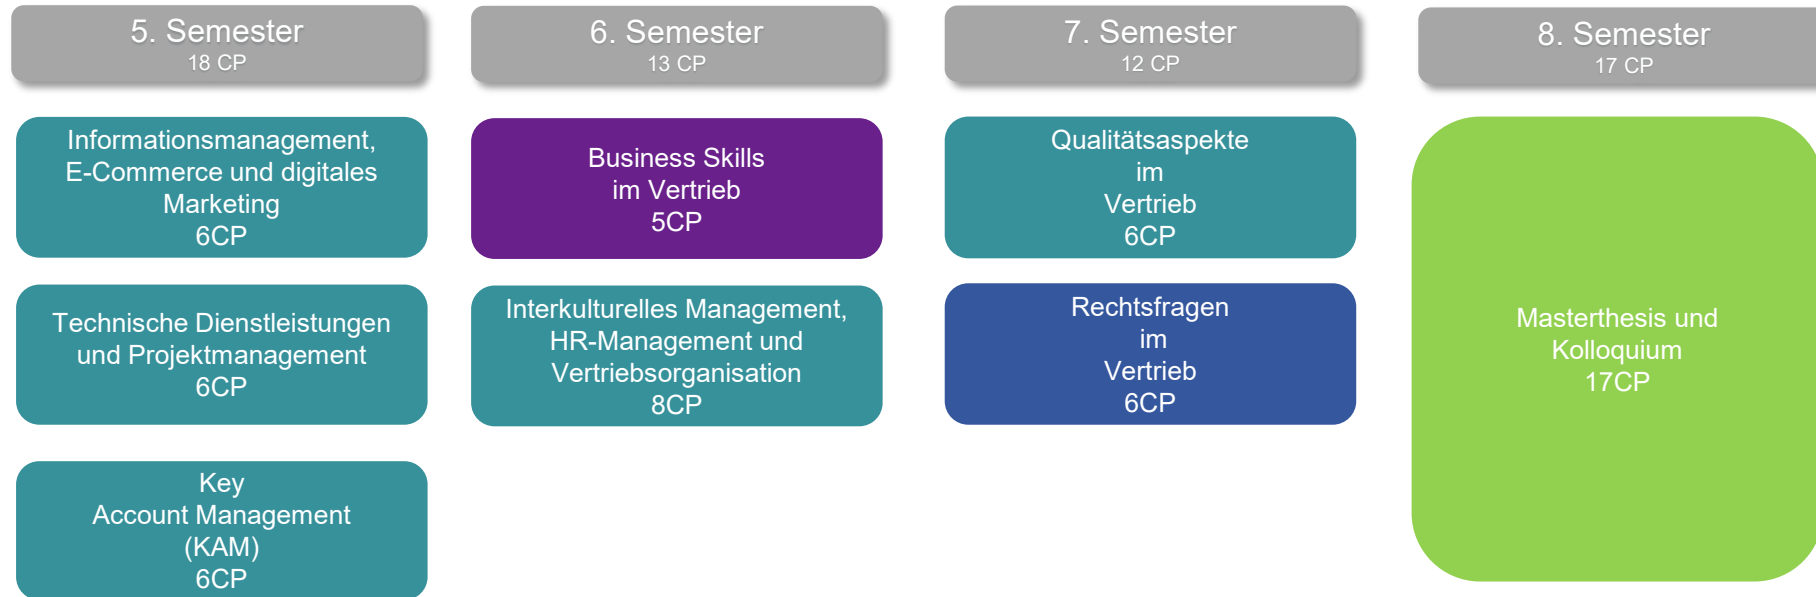 5. Semester
18 CP
6. Semester
13 CP
7. Semester
12 CP
8. Semester
17 CP
Informationsmanagement,
E-Commerce und digitales
Marketing
6CP
Business Skills
im Vertrieb
5CP
Qualitätsaspekte
im
Vertrieb
6CP
Masterthesis und
Kolloquium
17CP
Technische Dienstleistungen
und Projektmanagement
6CP
Interkulturelles Management,
HR-Management und
Vertriebsorganisation
8CP
Rechtsfragen
im
Vertrieb
6CP
Key
Account Management
(KAM)
6CP